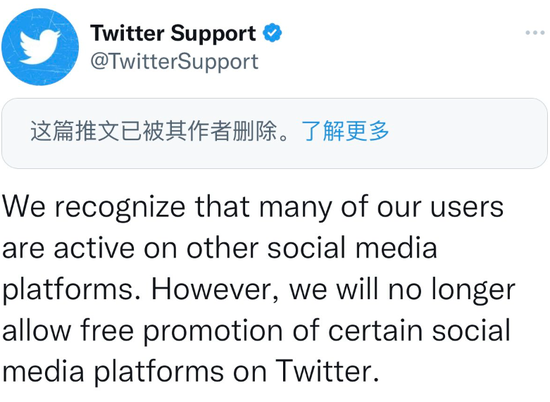 Twitter Support
@TwitterSupport
这篇推文已被其作者删除。了解更多
We recognize that many of our users
are active on other social media
platforms. However, we will no longer
allow free promotion of certain social
media platforms on Twitter.